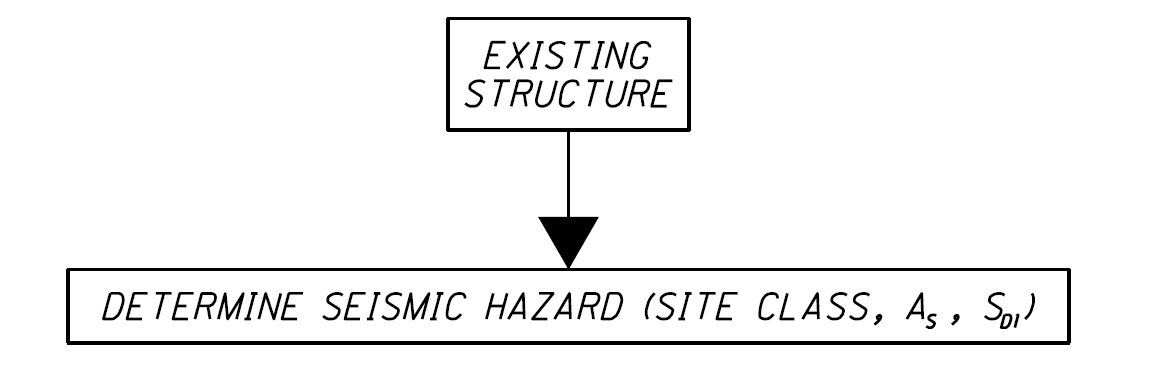 EXISTING
STRUCTURE
DETERMINE SEISMIC HAZARD (SITE CLASS, AS , SD1)